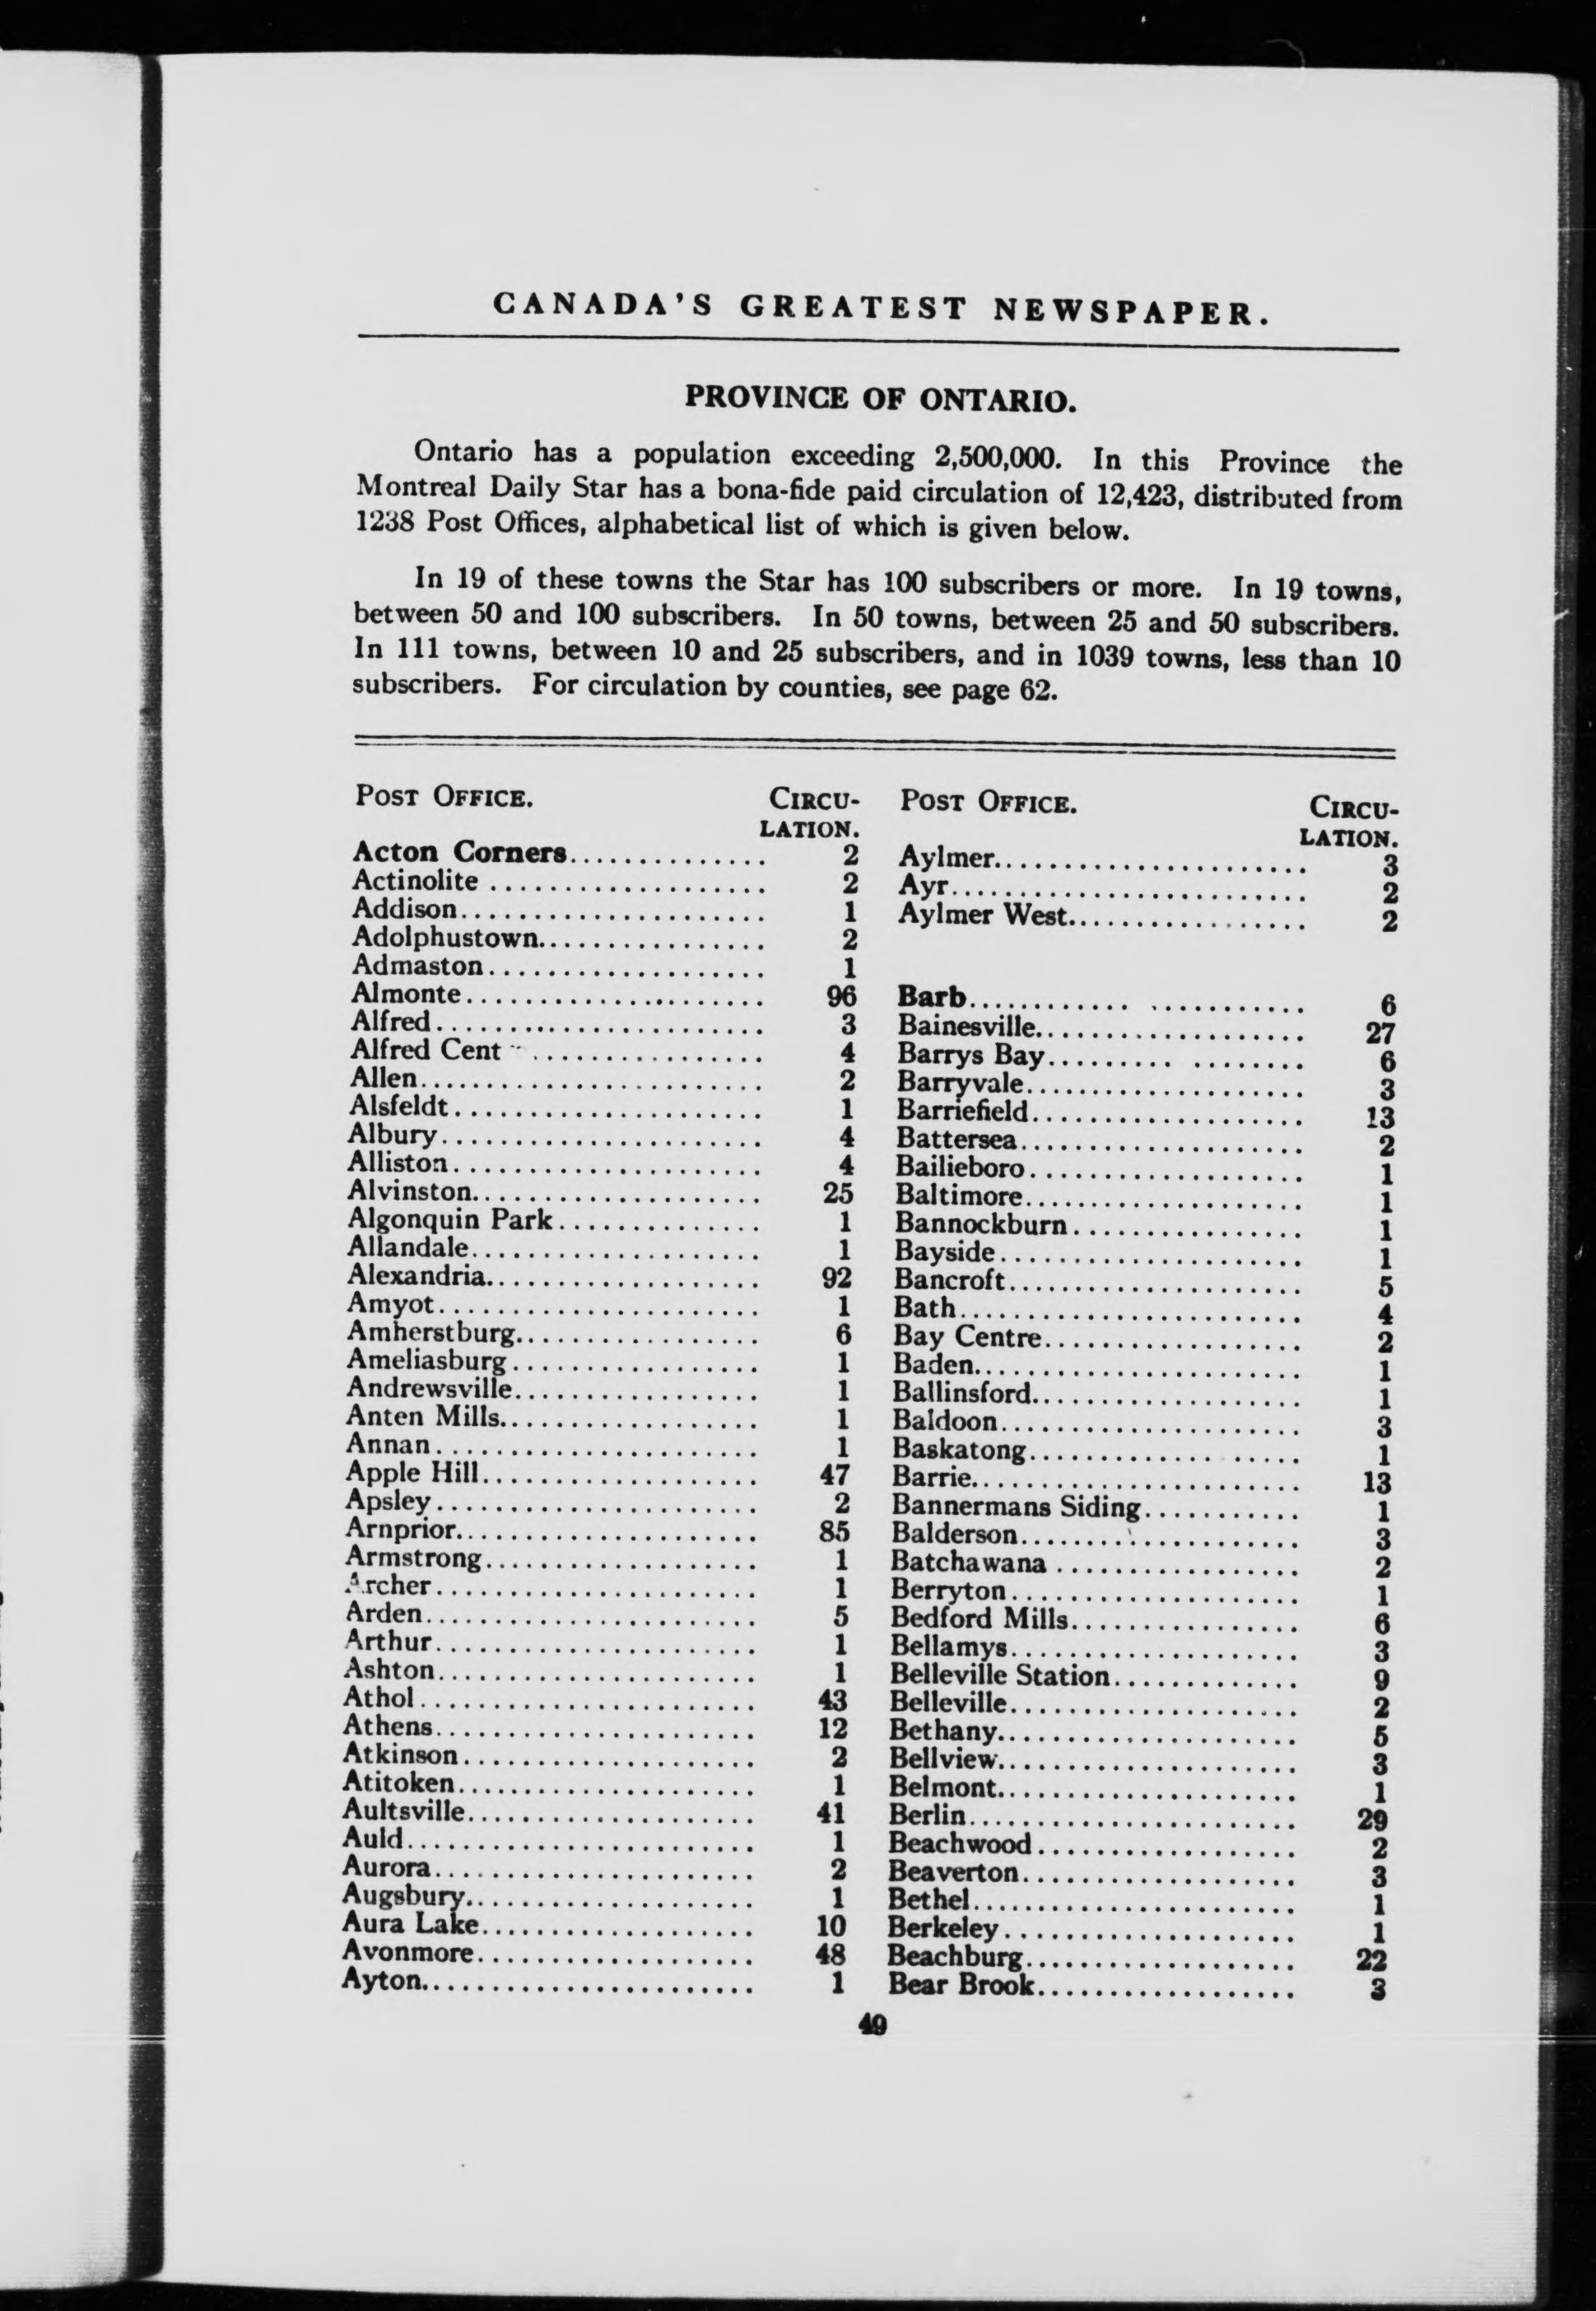 CANADA'S GREATEST NEWSPAPER.
PROVINCE OF ONTARIO.
Ontario has a population exceeding 2,500,000. In this Province the
Montreal Daily Star has a bona-fide paid circulation of 12,423, distributed from
1238 Post Offices, alphabetical list of which is given below.
In 19 of these towns the Star has 100 subscribers or more. In 19 towns,
between 50 and 100 subscribers. In 50 towns, between 25 and 50 subscribers.
In 111 towns, between 10 and 25 subscribers, and in 1039 towns, less than 10
subscribers. For circulation by counties, see page 62.
POST OFFICE. CIRCU-
LATION.
Acton Corners.............. 2
Actinolite ................... 2
Addison..................... 1
Adolphustown................ 2
Admaston................... 1
Almonte..................... 96
Alfred....................... 3
Alfred Cent ................ 4
Allen........................ 2
Alsfeldt..................... 1
Albury...................... 4
Alliston..................... 4
Alvinston.................... 25
Algonquin Park.............. 1
Allandale.................... 1
Alexandria................... 92
Amyot...................... 1
Amherstburg................. 6
Ameliasburg................. 1
Andrewsville................. 1
Anten Mills.................. 1
Annan...................... 1
Apple Hill................... 47
Apsley...................... 2
Arnprior..................... 85
Armstrong................... 1
Archer...................... 1
Arden....................... 5
Arthur...................... 1
Ashton...................... 1
Athol....................... 43
Athens...................... 12
Atkinson.................... 2
Atitoken.................... 1
Aultsville.................... 41
Auld........................ 1
Aurora...................... 2
Augsbury.................... 1
Aura Lake................... 10
Avonmore................... 48
Ayton....................... 1
POST OFFICE. CIRCU-
LATION.
Aylmer....................... 3
Ayr.......................... 2
Aylmer West................. 2
Barb........................ 6
Bainesville................... 27
Barrys Bay.................. 6
Barryvale.................... 3
Barriefield................... 13
Battersea.................... 2
Bailieboro................... 1
Baltimore.................... 1
Bannockburn................. 1
Bayside...................... 1
Bancroft..................... 5
Bath......................... 4
Bay Centre................... 2
Baden....................... 1
Ballinsford................... 1
Baldoon..................... 3
Baskatong................... 1
Barrie....................... 13
Bannermans Siding........... 1
Balderson.................... 3
Batchawana ................. 2
Berryton.................... 1
Bedford Mills................ 6
Bellamys.................... 3
Belleville Station............. 9
Belleville.................... 2
Bethany..................... 5
Bellview..................... 3
Belmont..................... 1
Berlin....................... 29
Beachwood.................. 2
Beaverton................... 3
Bethel....................... 1
Berkeley.................... 1
Beachburg................... 22
Bear Brook.................. 3
49